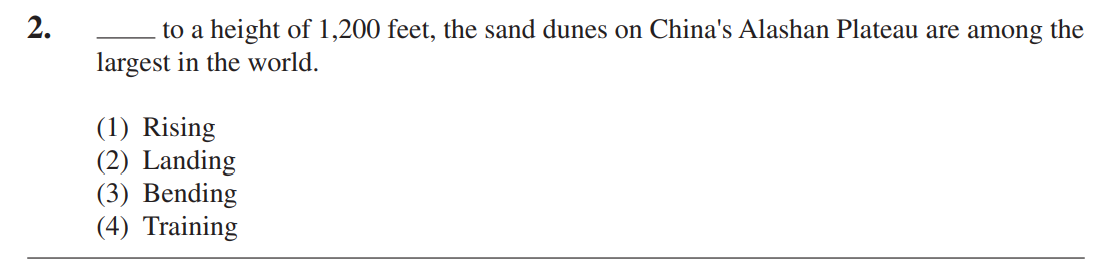 2. ____ to a height of 1,200 feet, the sand dunes on China's Alashan Plateau are among the
largest in the world.
(1) Rising
(2) Landing
(3) Bending
(4) Training